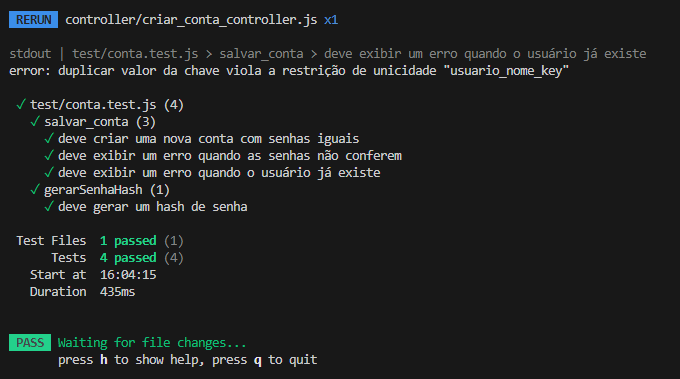 RERUN controller/criar_conta_controller.js x1
stdout | test/conta.test.js > salvar_conta > deve exibir um erro quando o usuário já existe
error: duplicar valor da chave viola a restrição de unicidade "usuario_nome_key"
✓ test/conta.test.js (4)
✓ salvar_conta (3)
✓ deve criar uma nova conta com senhas iguais
✓ deve exibir um erro quando as senhas não conferem
✓ deve exibir um erro quando o usuário já existe
✓ gerarSenhaHash (1)
✓ deve gerar um hash de senha
Test Files 1 passed (1)
Tests 4 passed (4)
Start at 16:04:15
Duration 435ms
PASS Waiting for file changes...
press h to show help, press q to quit